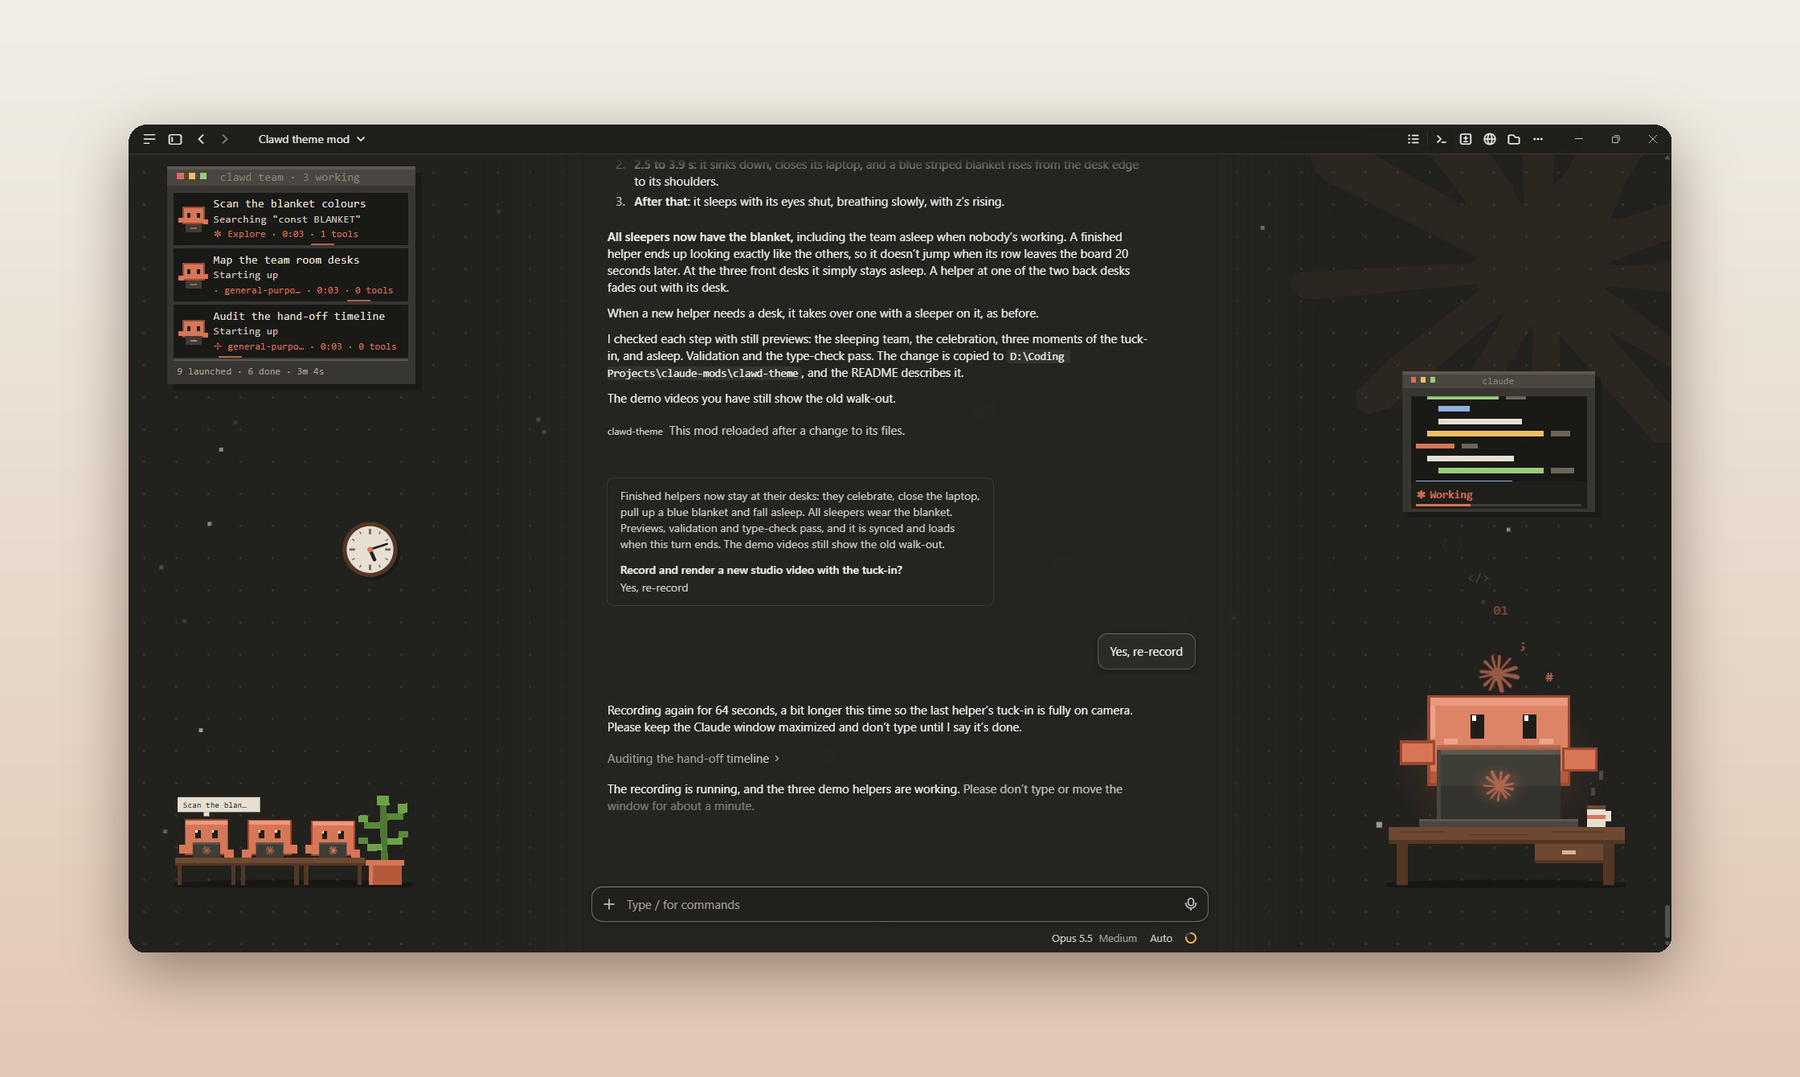 Clawd theme mod
clawd team · 3 working
Scan the blanket colours
Searching "const BLANKET"
Explore · 0:03 · 1 tools
Map the team room desks
Starting up
· general-purpo… · 0:03 · 0 tools
Audit the hand-off timeline
Starting up
general-purpo… · 0:03 · 0 tools
9 launched · 6 done · 3m 4s
2. 2.5 to 3.9 s: it sinks down, closes its laptop, and a blue striped blanket rises from the desk edge
to its shoulders.
3. After that: it sleeps with its eyes shut, breathing slowly, with z’s rising.
All sleepers now have the blanket, including the team asleep when nobody’s working. A finished
helper ends up looking exactly like the others, so it doesn’t jump when its row leaves the board 20
seconds later. At the three front desks it simply stays asleep. A helper at one of the two back desks
fades out with its desk.
When a new helper needs a desk, it takes over one with a sleeper on it, as before.
I checked each step with still previews: the sleeping team, the celebration, three moments of the tuck-
in, and asleep. Validation and the type-check pass. The change is copied to D:\Coding
Projects\claude-mods\clawd-theme, and the README describes it.
The demo videos you have still show the old walk-out.
clawd-theme This mod reloaded after a change to its files.
Finished helpers now stay at their desks: they celebrate, close the laptop,
pull up a blue blanket and fall asleep. All sleepers wear the blanket.
Previews, validation and type-check pass, and it is synced and loads
when this turn ends. The demo videos still show the old walk-out.
Record and render a new studio video with the tuck-in?
Yes, re-record
Yes, re-record
Recording again for 64 seconds, a bit longer this time so the last helper’s tuck-in is fully on camera.
Please keep the Claude window maximized and don’t type until I say it’s done.
Auditing the hand-off timeline
The recording is running, and the three demo helpers are working. Please don’t type or move the
window for about a minute.
Type / for commands
Opus 5.5 Medium Auto
claude
Working
{ }
</>
01
;
#
Scan the blan…